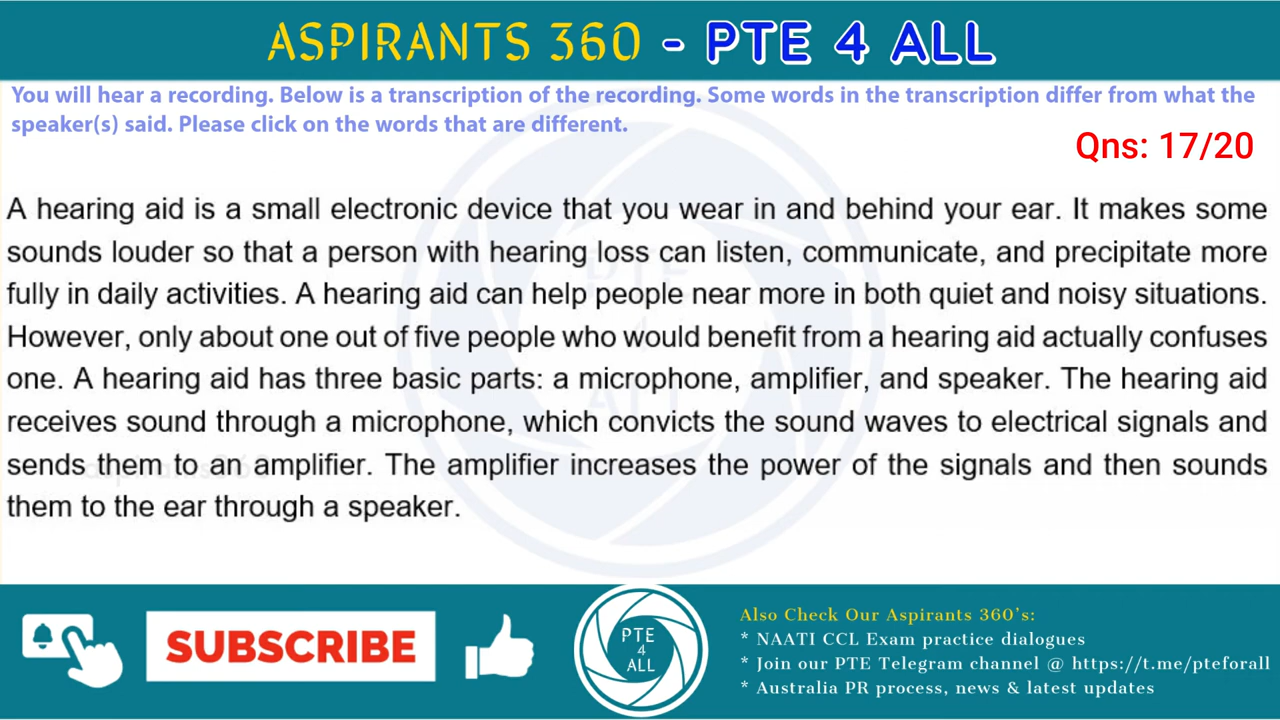 ASPIRANTS 360 - PTE 4 ALL
You will hear a recording. Below is a transcription of the recording. Some words in the transcription differ from what the
speaker(s) said. Please click on the words that are different.
Qns: 17/20
A hearing aid is a small electronic device that you wear in and behind your ear. It makes some
sounds louder so that a person with hearing loss can listen, communicate, and precipitate more
fully in daily activities. A hearing aid can help people near more in both quiet and noisy situations.
However, only about one out of five people who would benefit from a hearing aid actually confuses
one. A hearing aid has three basic parts: a microphone, amplifier, and speaker. The hearing aid
receives sound through a microphone, which convicts the sound waves to electrical signals and
sends them to an amplifier. The amplifier increases the power of the signals and then sounds
them to the ear through a speaker.
PTE
4
ALL
aspirants360
SUBSCRIBE
PTE
4
ALL
Also Check Our Aspirants 360's:
* NAATI CCL Exam practice dialogues
* Join our PTE Telegram channel @ https://t.me/pteforall
* Australia PR process, news & latest updates